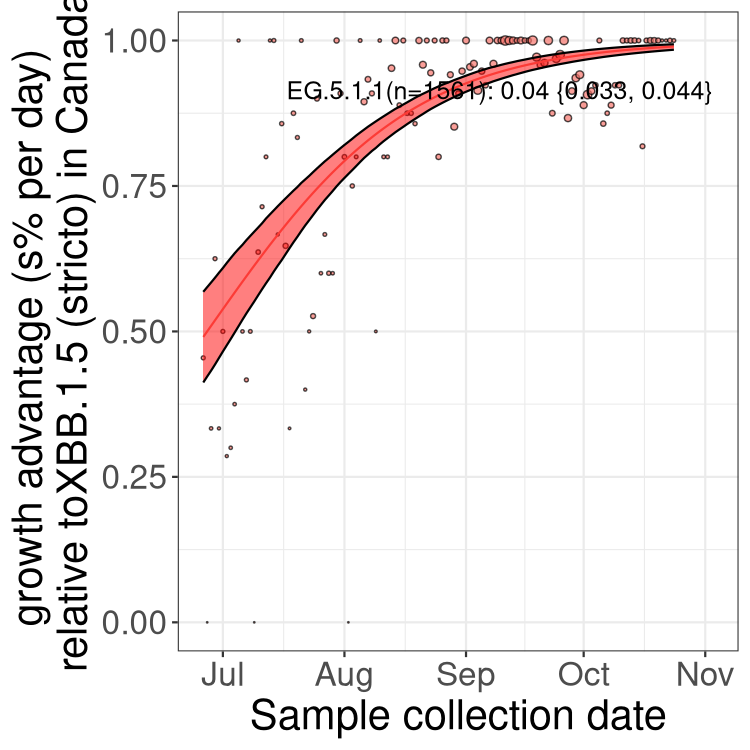 growth advantage (s% per day)
relative toXBB.1.5 (stricto) in Canada
1.00
0.75
0.50
0.25
0.00
EG.5.1.1(n=1561): 0.04 {0.033, 0.044}
Jul Aug Sep Oct Nov
Sample collection date